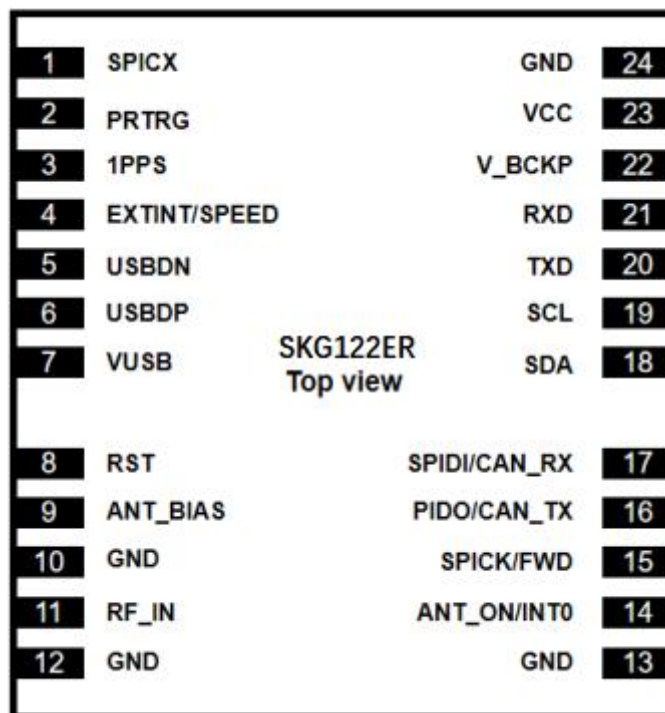 1 SPICX GND 24
2 PRTRG VCC 23
3 1PPS V_BCKP 22
4 EXTINT/SPEED RXD 21
5 USBDN TXD 20
6 USBDP SCL 19
SKG122ER
7 VUSB SDA 18
Top view
8 RST SPIDI/CAN_RX 17
9 ANT_BIAS PIDO/CAN_TX 16
10 GND SPICK/FWD 15
11 RF_IN ANT_ON/INT0 14
12 GND GND 13